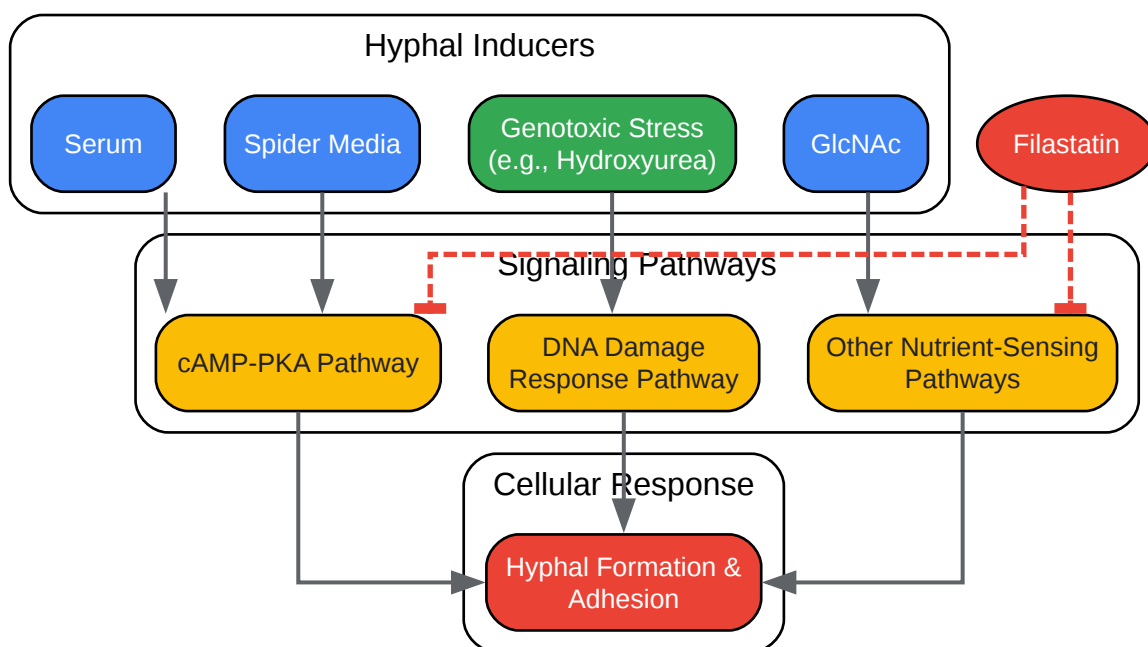 Hyphal Inducers
Serum
Spider Media
Genotoxic Stress
(e.g., Hydroxyurea)
GlcNAc
Filastatin
Signaling Pathways
cAMP-PKA Pathway
DNA Damage
Response Pathway
Other Nutrient-Sensing
Pathways
Cellular Response
Hyphal Formation &
Adhesion